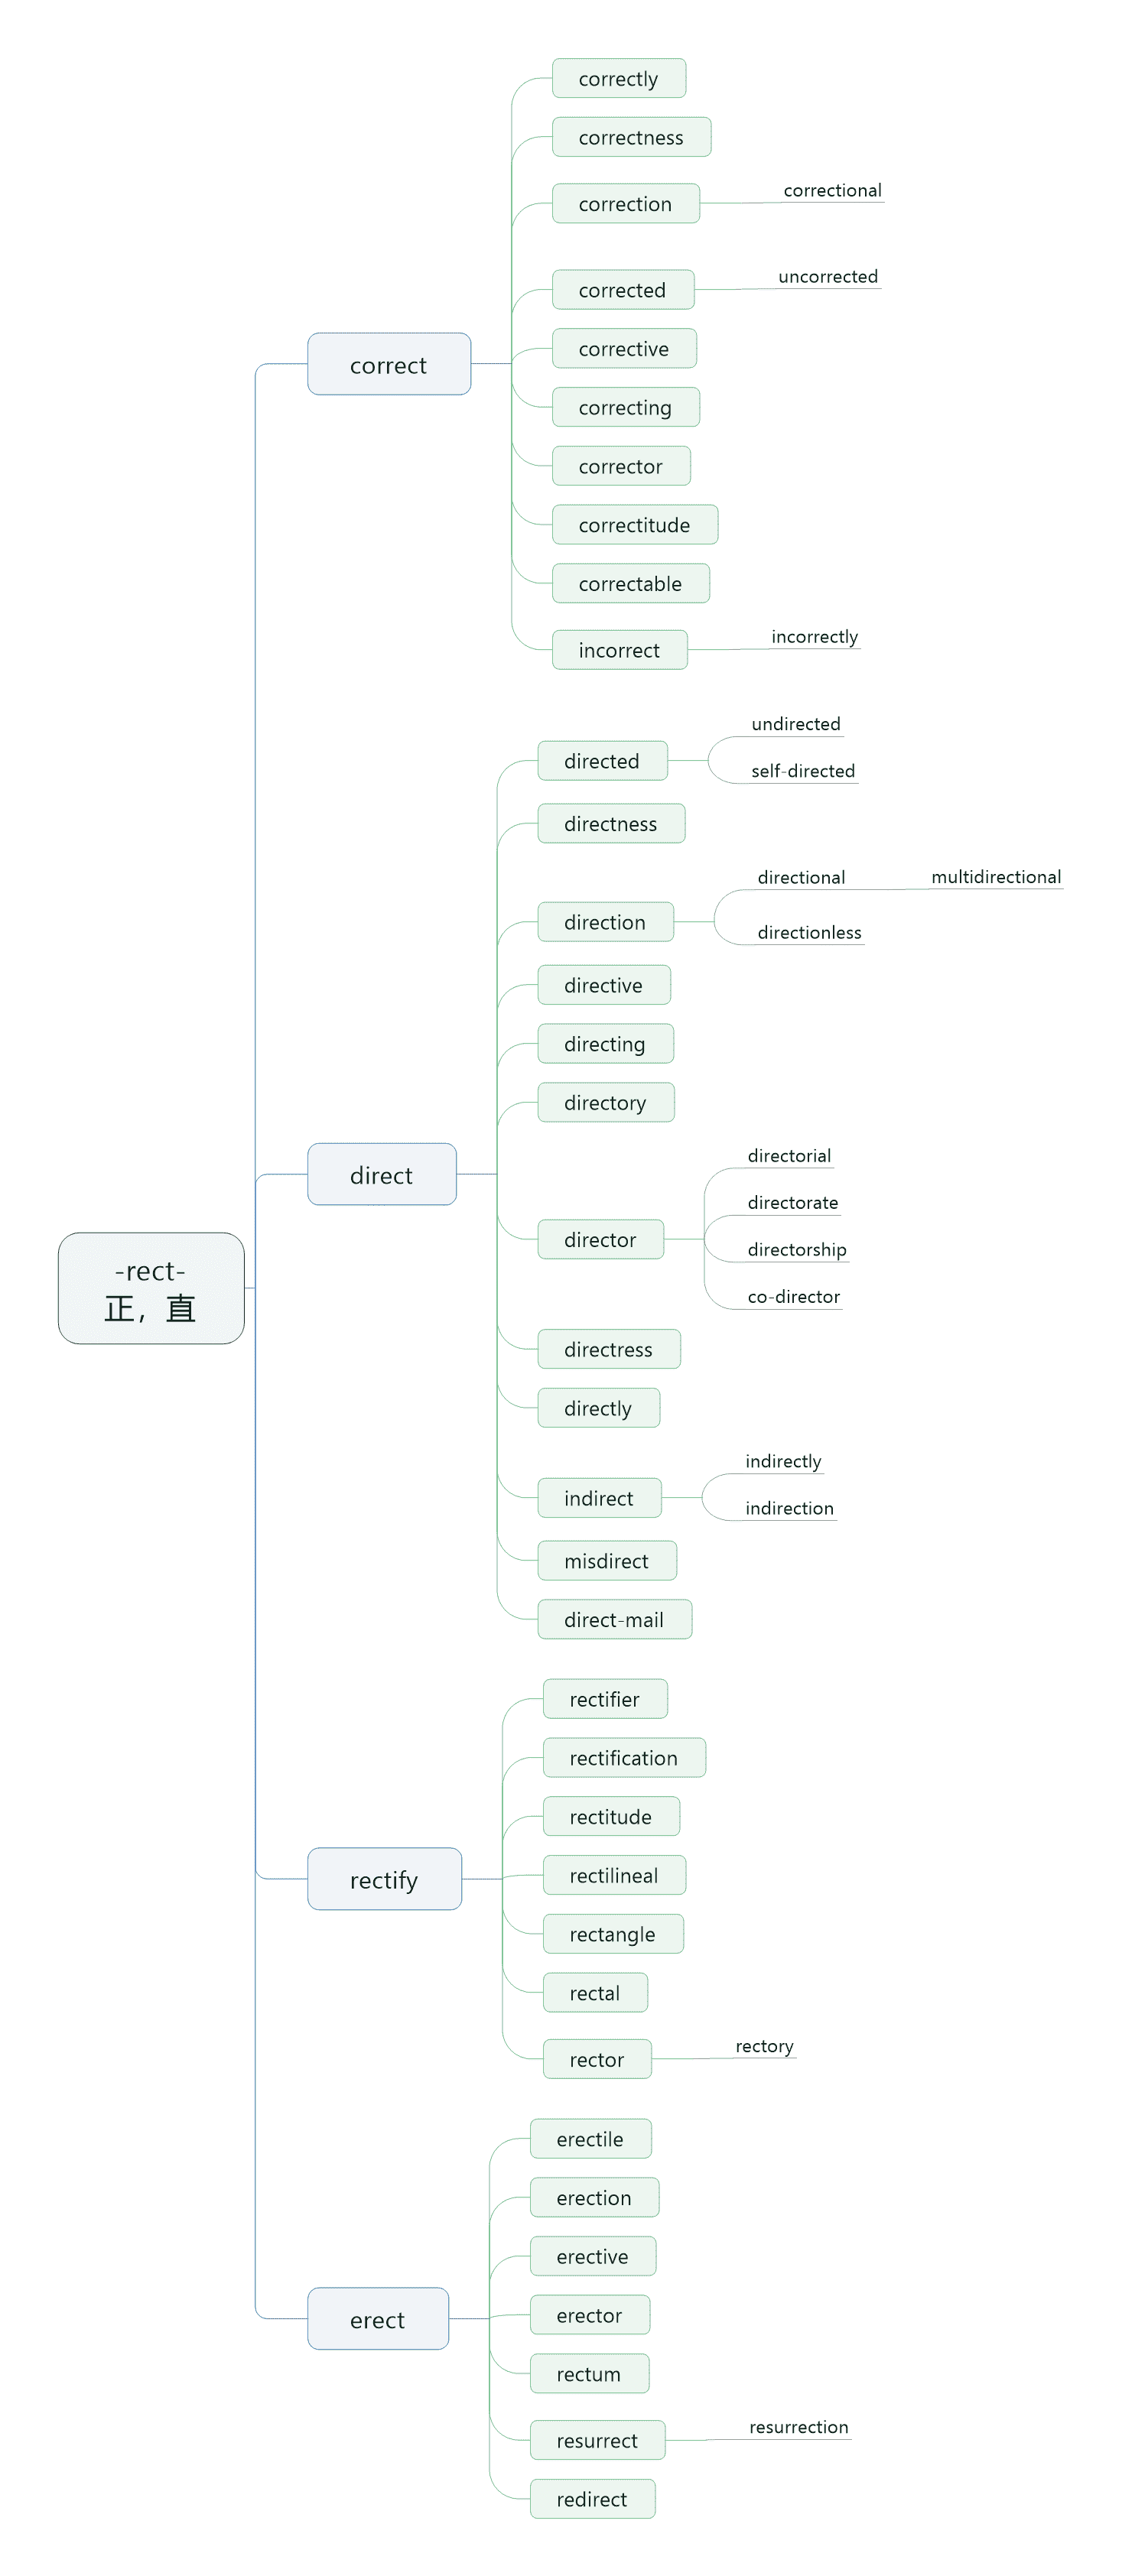 -rect-
正，直
correct
correctly
correctness
correction
correctional
corrected
uncorrected
corrective
correcting
corrector
correctitude
correctable
incorrect
incorrectly
direct
directed
undirected
self-directed
directness
direction
directional
multidirectional
directionless
directive
directing
directory
director
directorial
directorate
directorship
co-director
directress
directly
indirect
indirectly
indirection
misdirect
direct-mail
rectify
rectifier
rectification
rectitude
rectilineal
rectangle
rectal
rector
rectory
erect
erectile
erection
erective
erector
rectum
resurrect
resurrection
redirect